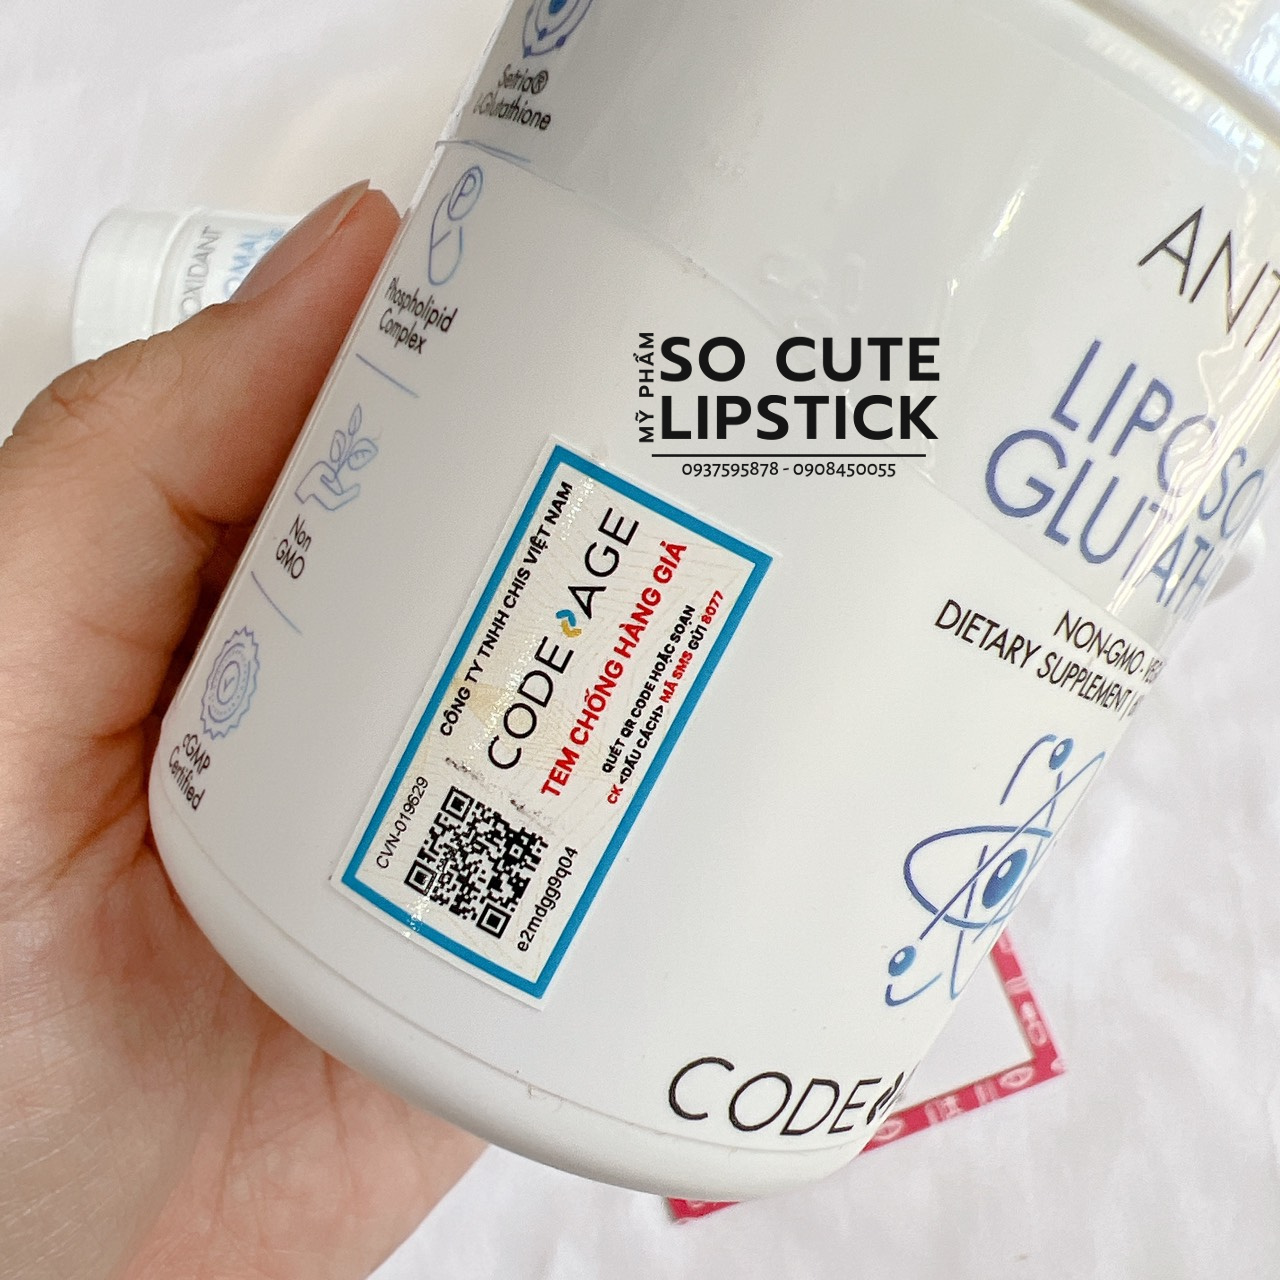 Setria®
L-Glutathione
Phospholipid
Complex
Non
GMO
cGMP
Certified
OXIDANT
MỸ PHẨM
SO CUTE
LIPSTICK
0937595878 - 0908450055
CÔNG TY TNHH CHIS VIỆT NAM
CODE AGE
TEM CHỐNG HÀNG GIẢ
QUÉT QR CODE HOẶC SOẠN
CK <DẤU CÁCH> MÃ SMS GỬI 8077
CVN-019629
e2mdgg9q04
ANTI
LIPOSO
GLUTATH
NON-GMO · VEG
DIETARY SUPPLEMENT |
CODE